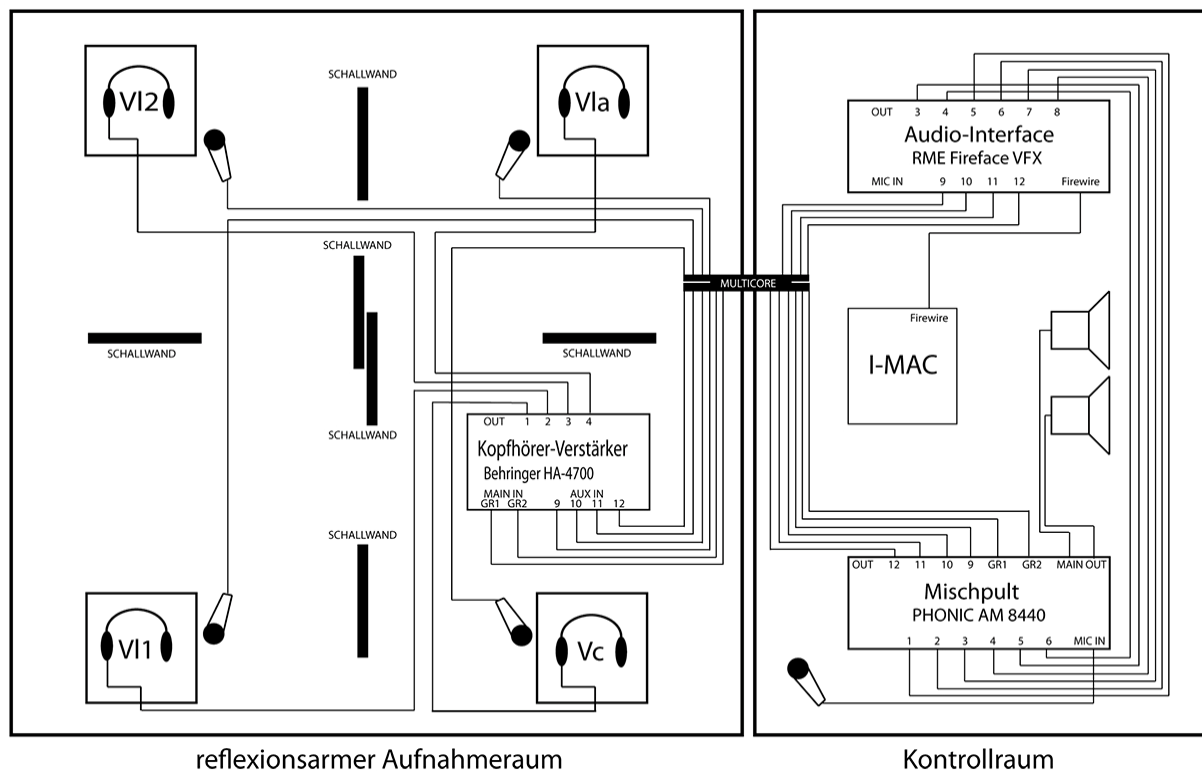 Vl2
SCHALLWAND
Vla
SCHALLWAND
SCHALLWAND
SCHALLWAND
SCHALLWAND
OUT 1 2 3 4
Kopfhörer-Verstärker
Behringer HA-4700
MAIN IN AUX IN
GR1 GR2 9 10 11 12
SCHALLWAND
Vl1
Vc
reflexionsarmer Aufnahmeraum
MULTICORE
OUT 3 4 5 6 7 8
Audio-Interface
RME Fireface VFX
MIC IN 9 10 11 12 Firewire
Firewire
I-MAC
OUT 12 11 10 9 GR1 GR2 MAIN OUT
Mischpult
PHONIC AM 8440
1 2 3 4 5 6 MIC IN
Kontrollraum